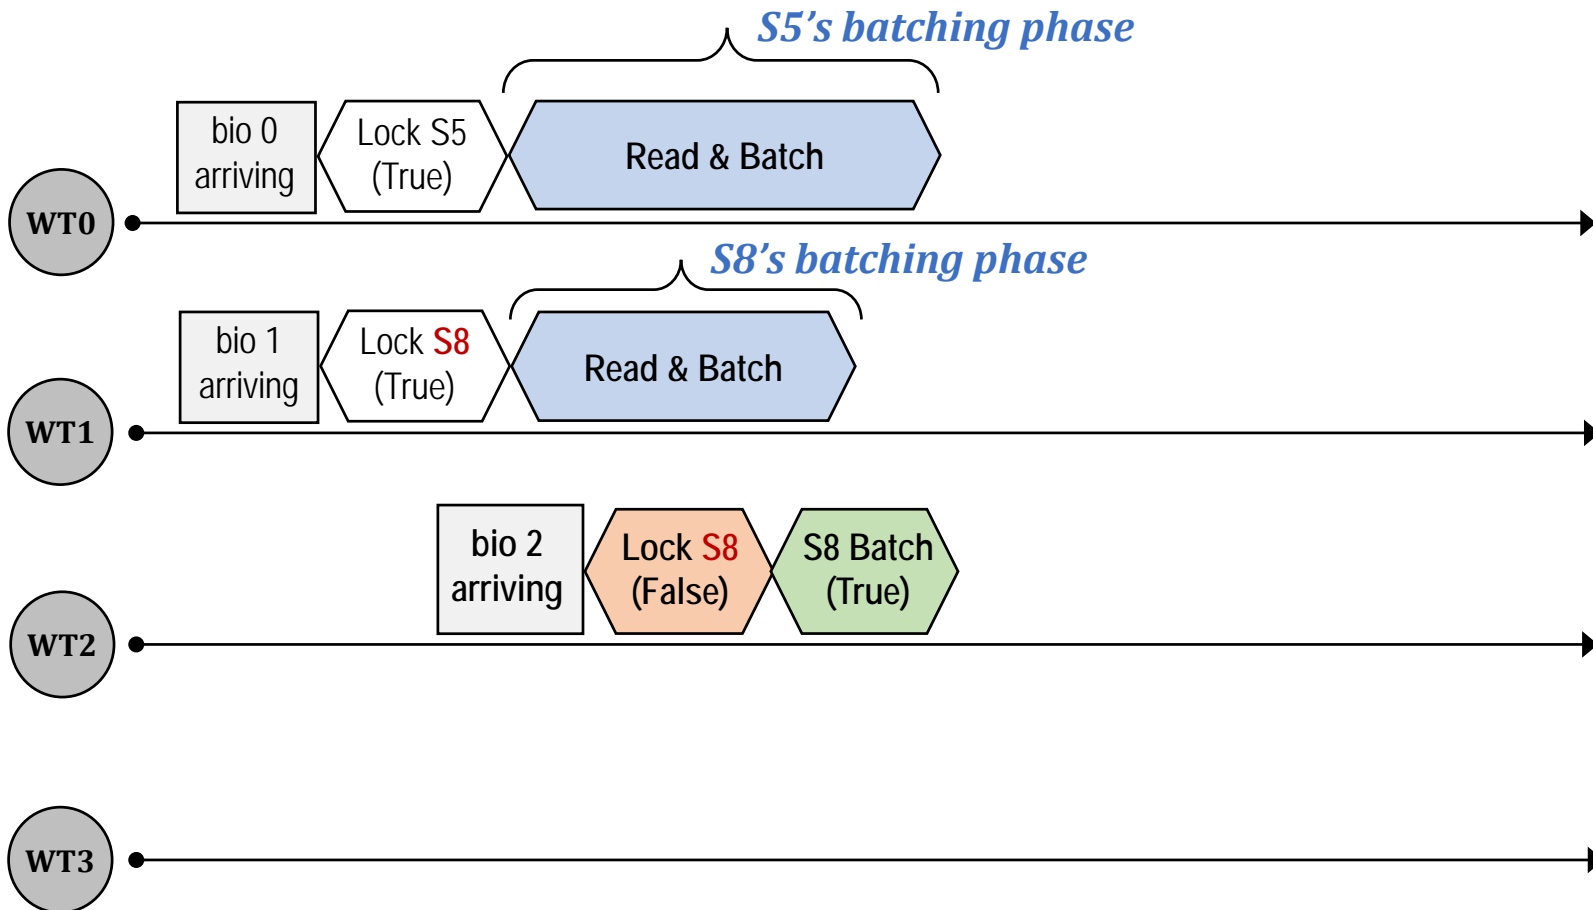 S5’s batching phase
bio 0
arriving
Lock S5
(True)
Read & Batch
WT0
S8’s batching phase
bio 1
arriving
Lock S8
(True)
Read & Batch
WT1
bio 2
arriving
Lock S8
(False)
S8 Batch
(True)
WT2
WT3